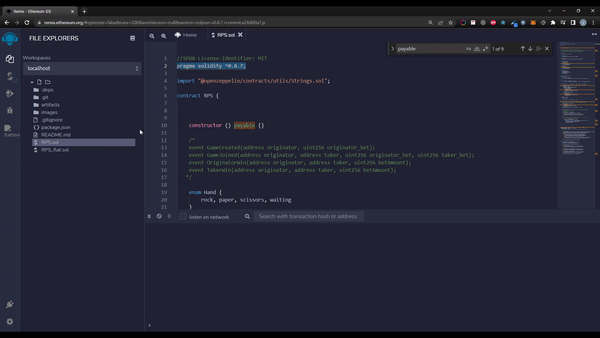 Remix - Ethereum IDE
remix.ethereum.org/#optimize=false&runs=200&evmVersion=null&version=soljson-v0.8.7+commit.e28d00a7.js
FILE EXPLORERS
Home
RPS.sol
payable
Aa
1 of 9
Workspaces
localhost
.deps
.git
artifacts
images
.gitignore
package.json
README.md
RPS.sol
RPS_flat.sol
1 //SPDX-License-Identifier: MIT
2 pragma solidity ^0.8.7;
3
4 import "@openzeppelin/contracts/utils/Strings.sol";
5
6 contract RPS {
7
10 constructor () payable {}
11
12 /*
13 event GameCreated(address originator, uint256 originator_bet);
14 event GameJoined(address originator, address taker, uint256 originator_bet, uint256 taker_bet);
15 event OriginatorWin(address originator, address taker, uint256 betAmount);
16 event TakerWin(address originator, address taker, uint256 betAmount);
17 */
18
19 enum Hand {
20 rock, paper, scissors, waiting
21 }
0
listen on network
Search with transaction hash or address
>